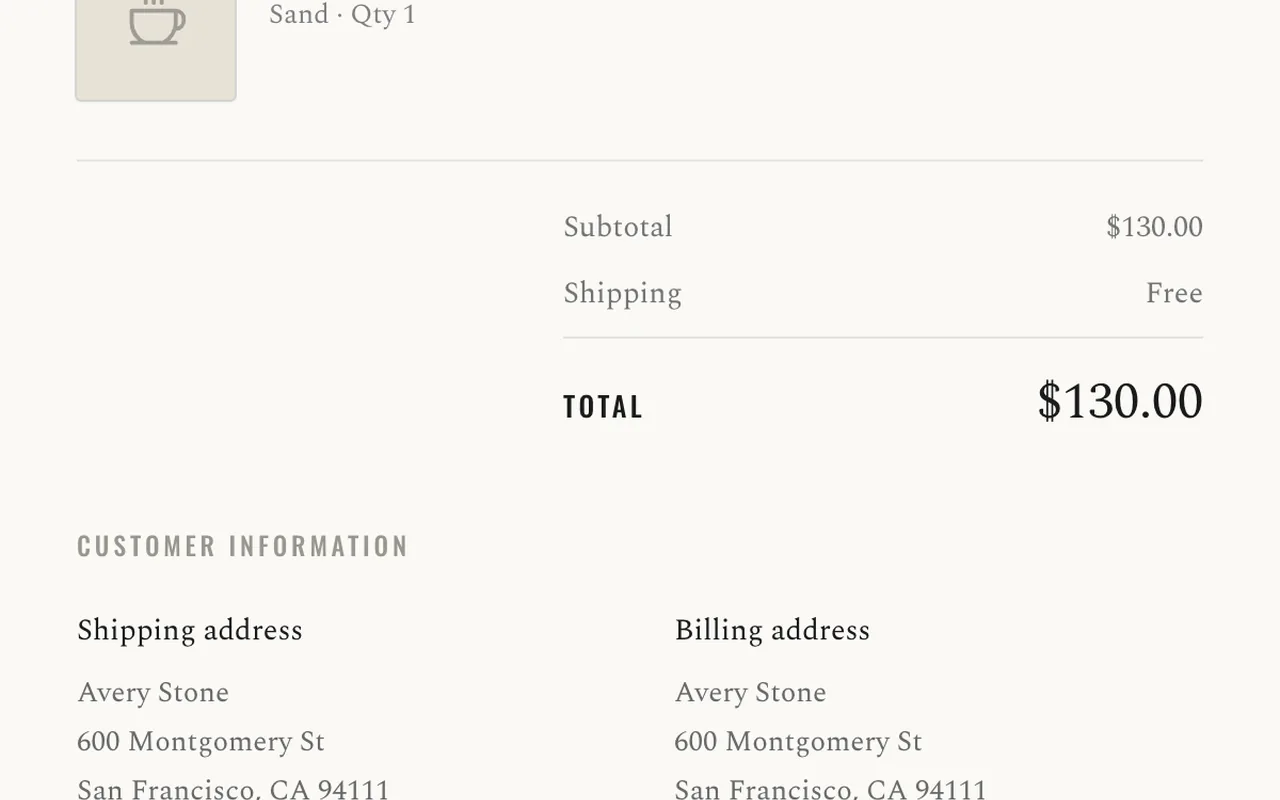 Sand · Qty 1
Subtotal $130.00
Shipping Free
TOTAL $130.00
CUSTOMER INFORMATION
Shipping address
Avery Stone
600 Montgomery St
San Francisco, CA 94111
Billing address
Avery Stone
600 Montgomery St
San Francisco, CA 94111